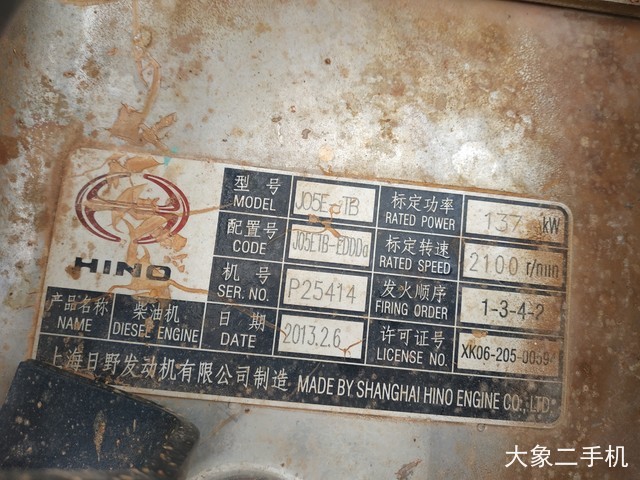 HINO
型号 MODEL J05E-TB
标定功率 RATED POWER 137 kW
配置号 CODE
标定转速 RATED SPEED 2100 r/min
机号 SER. NO. P25414
发火顺序 FIRING ORDER 1-3-4-2
产品名称 NAME 柴油机 DIESEL ENGINE
日期 DATE 2013.2.6
许可证号 LICENSE NO.
上海日野发动机有限公司制造 MADE BY SHANGHAI HINO ENGINE CO., LTD.
大象二手机